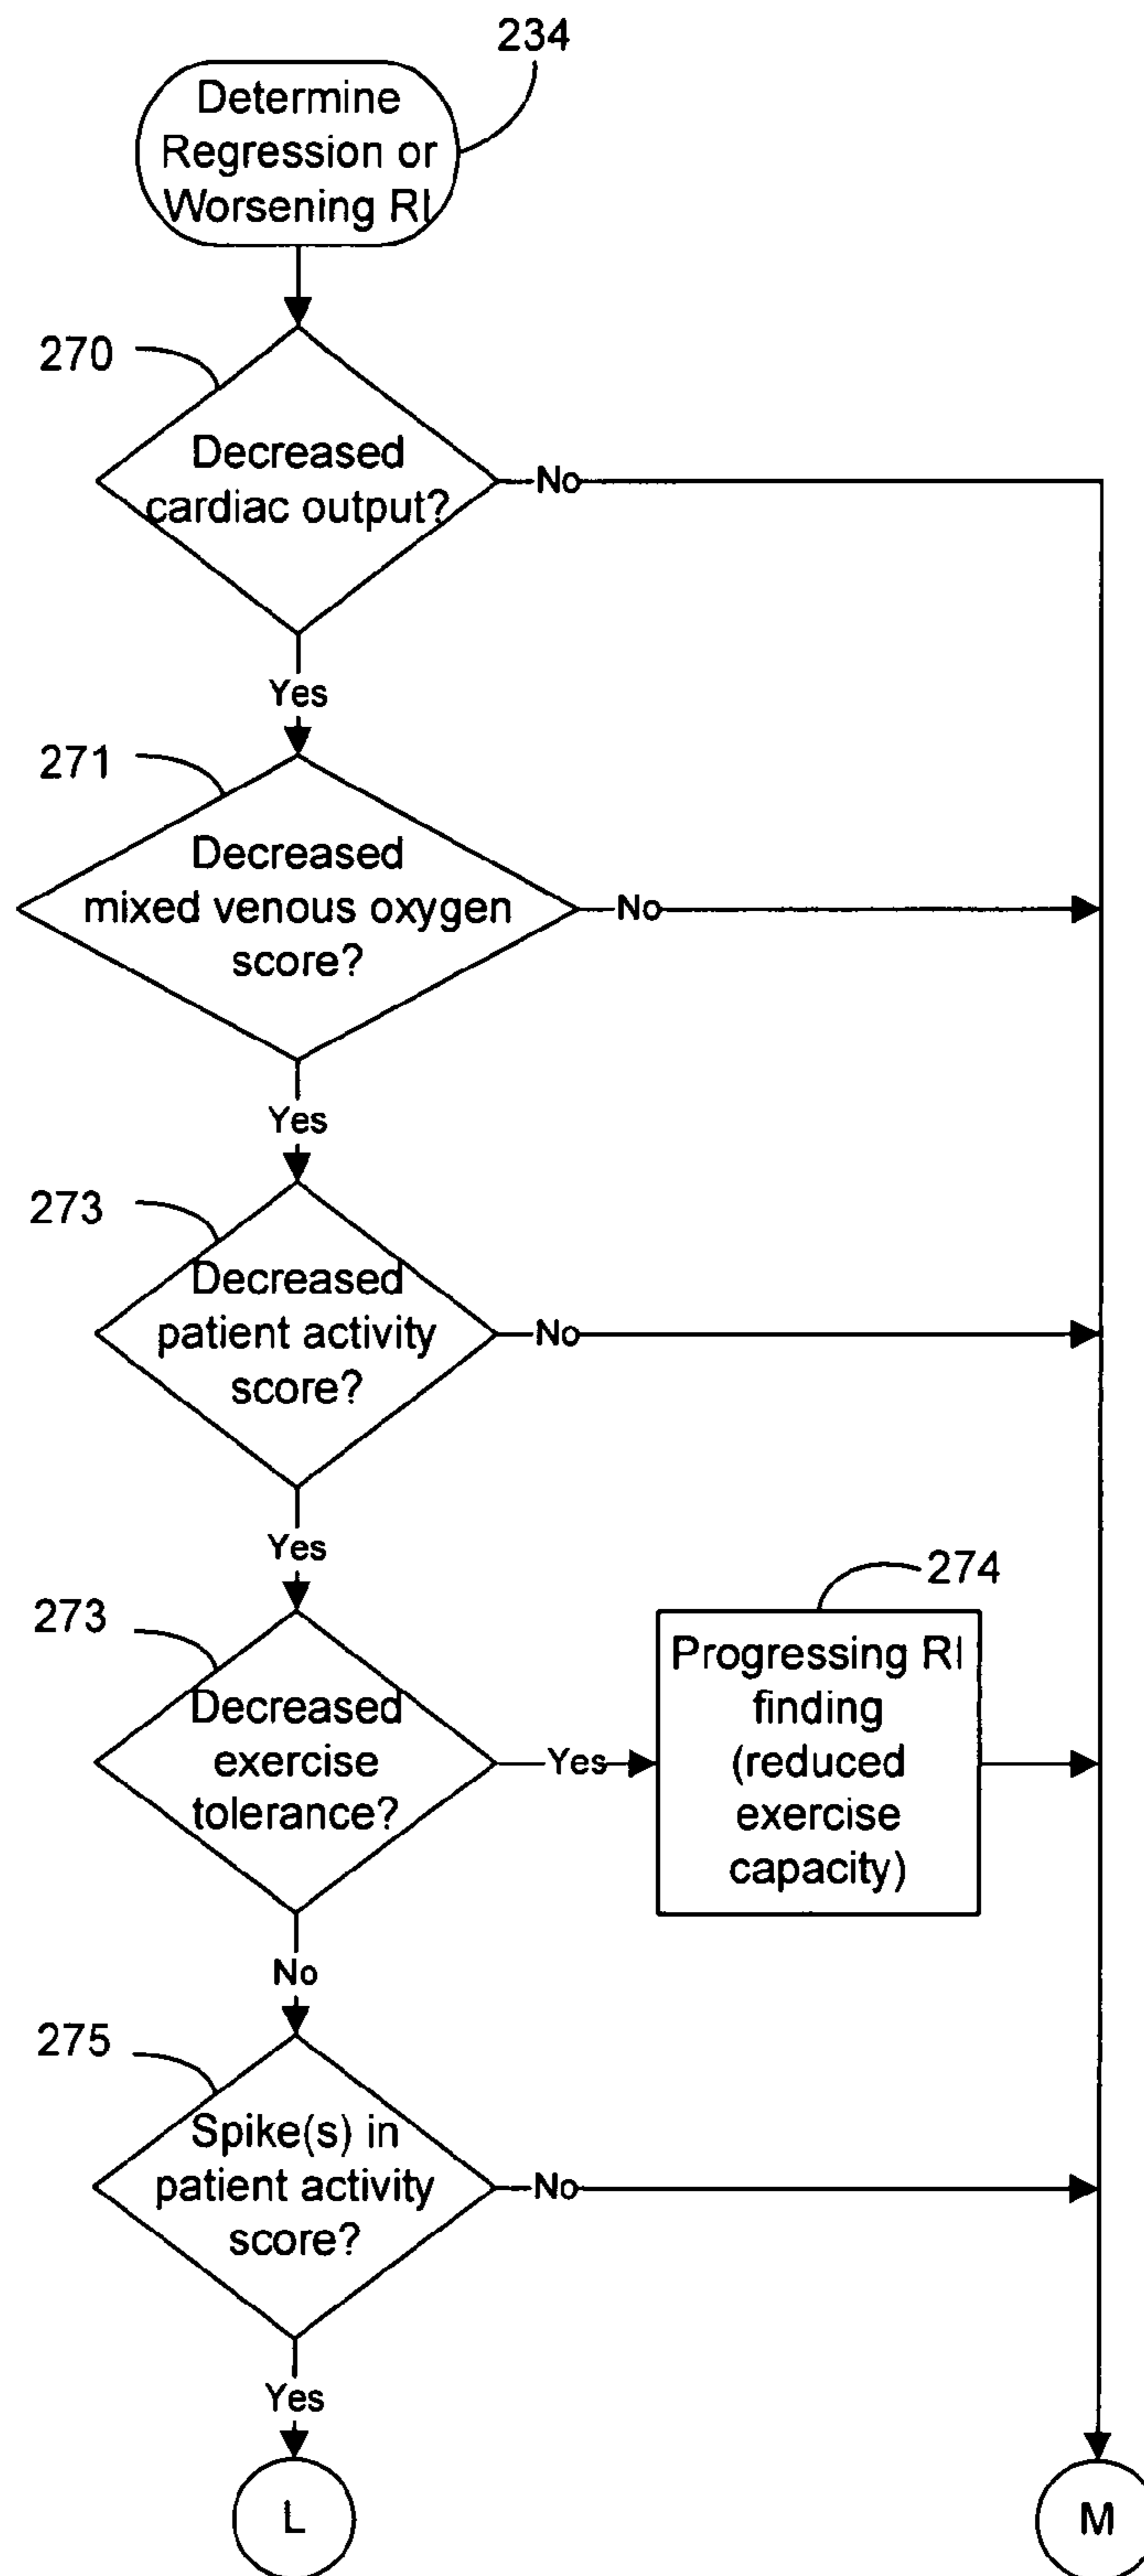 234
Determine
Regression or
Worsening RI
270
Decreased
cardiac output?
No
Yes
271
Decreased
mixed venous oxygen
score?
No
Yes
273
Decreased
patient activity
score?
No
Yes
273
Decreased
exercise
tolerance?
Yes
274
Progressing RI
finding
(reduced
exercise
capacity)
No
275
Spike(s) in
patient activity
score?
No
Yes
L
M